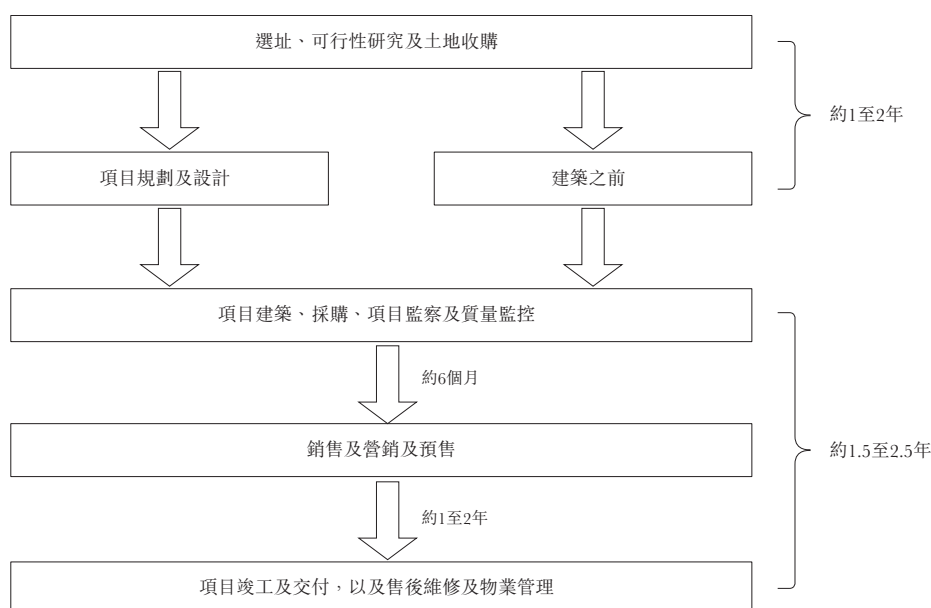 選址、可行性研究及土地收購
約1至2年
項目規劃及設計
建築之前
項目建築、採購、項目監察及質量監控
約6個月
銷售及營銷及預售
約1.5至2.5年
約1至2年
項目竣工及交付，以及售後維修及物業管理